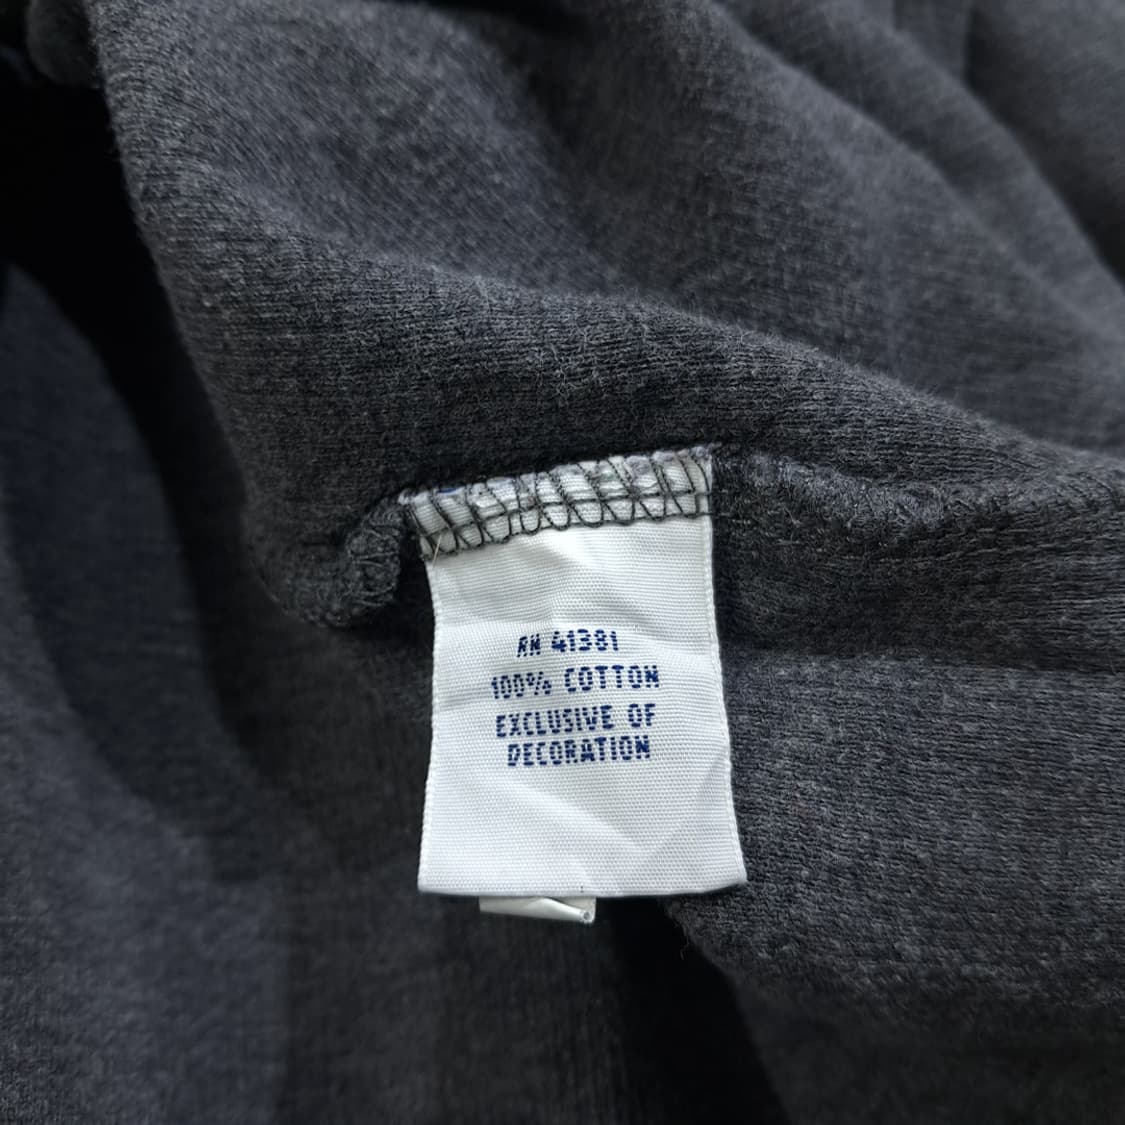 RN 41381
100% COTTON
EXCLUSIVE OF
DECORATION